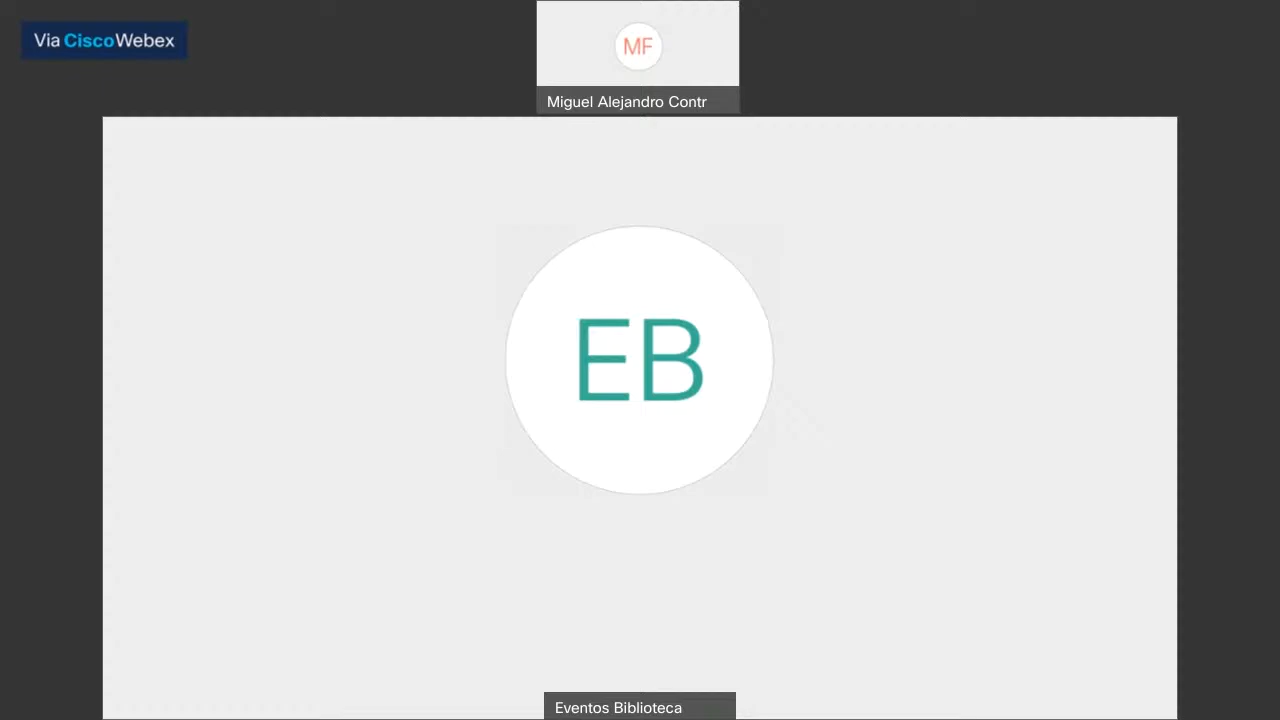 Via CiscoWebex
MF
Miguel Alejandro Contr
EB
Eventos Biblioteca